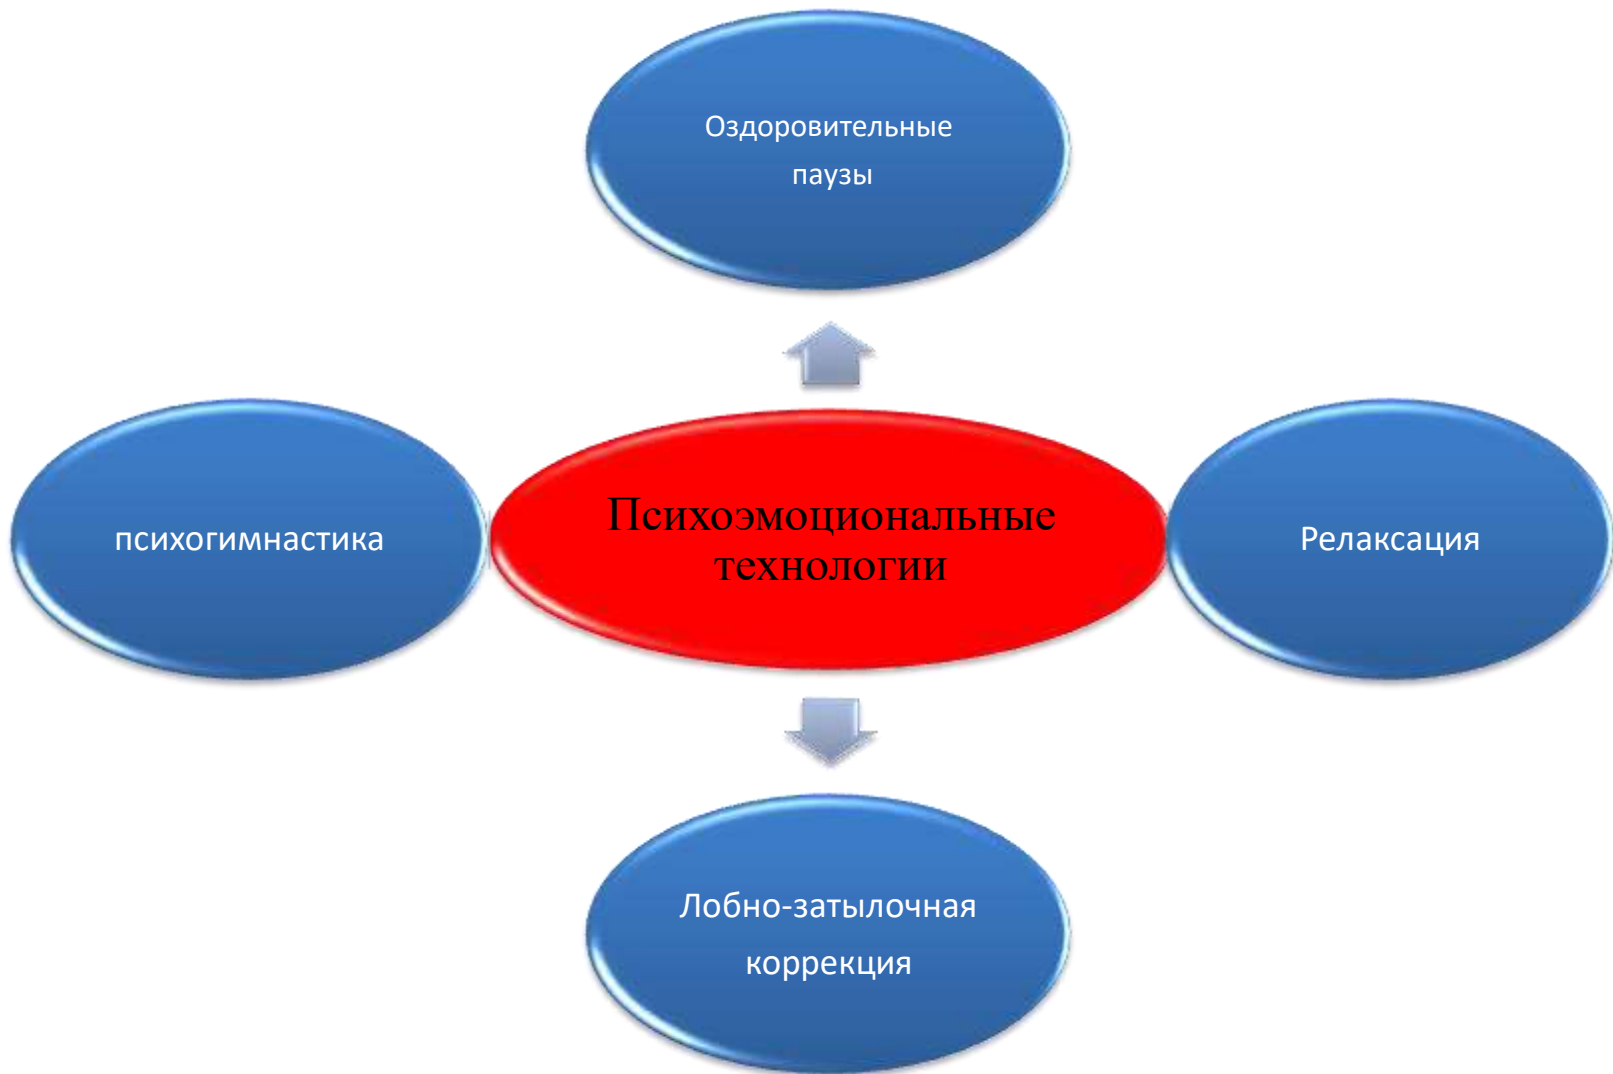 Оздоровительные
паузы
психогимнастика
Психоэмоциональные
технологии
Релаксация
Лобно-затылочная
коррекция